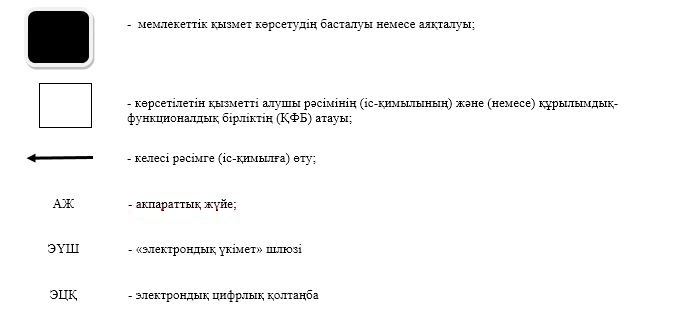 - мемлекеттік қызмет көрсетудің басталуы немесе аяқталуы;
- көрсетілетін қызметті алушы рәсімінің (іс-қимылының) және (немесе) құрылымдық-
функционалдық бірліктің (ҚФБ) атауы;
- келесі рәсімге (іс-қимылға) өту;
АЖ - акпараттық жүйе;
ЭҮШ - «электрондық үкімет» шлюзі
ЭЦҚ - электрондық цифрлық қолтаңба